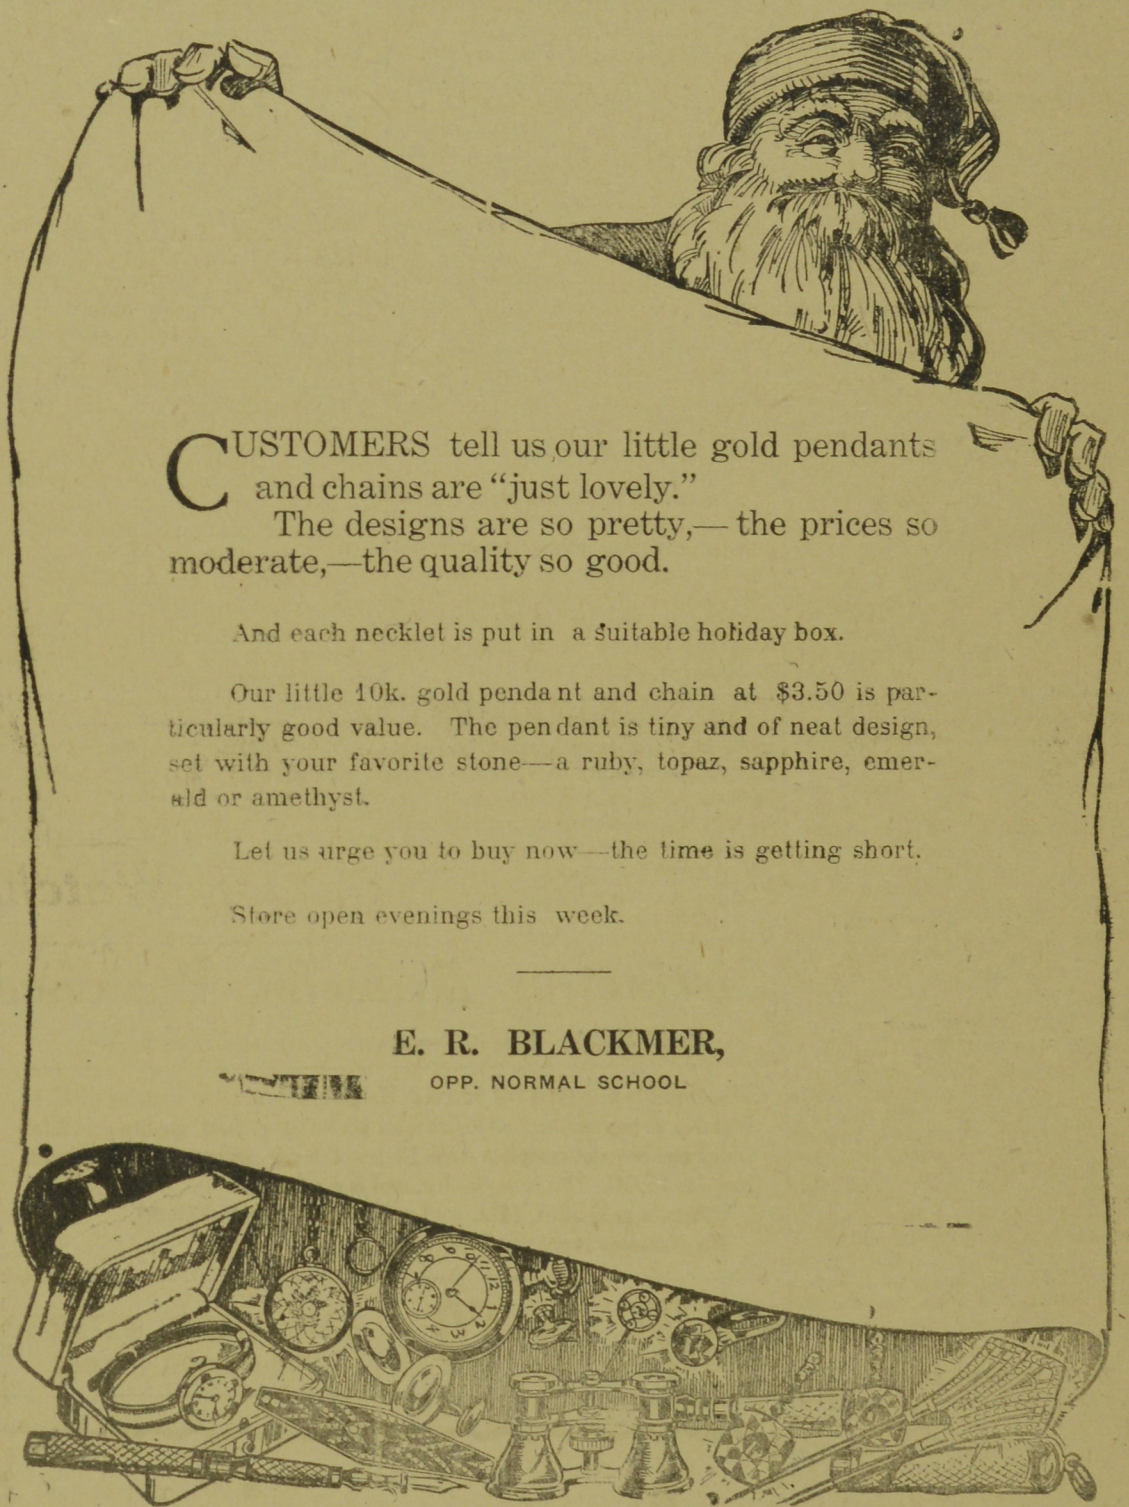 CUSTOMERS tell us our little gold pendants
and chains are “just lovely.”
The designs are so pretty,— the prices so
moderate,—the quality so good.
And each necklet is put in a suitable holiday box.
Our little 10k. gold pendant and chain at $3.50 is par-
ticularly good value. The pendant is tiny and of neat design,
set with your favorite stone—a ruby, topaz, sapphire, emer-
ald or amethyst.
Let us urge you to buy now—the time is getting short.
Store open evenings this week.
E. R. BLACKMER,
OPP. NORMAL SCHOOL